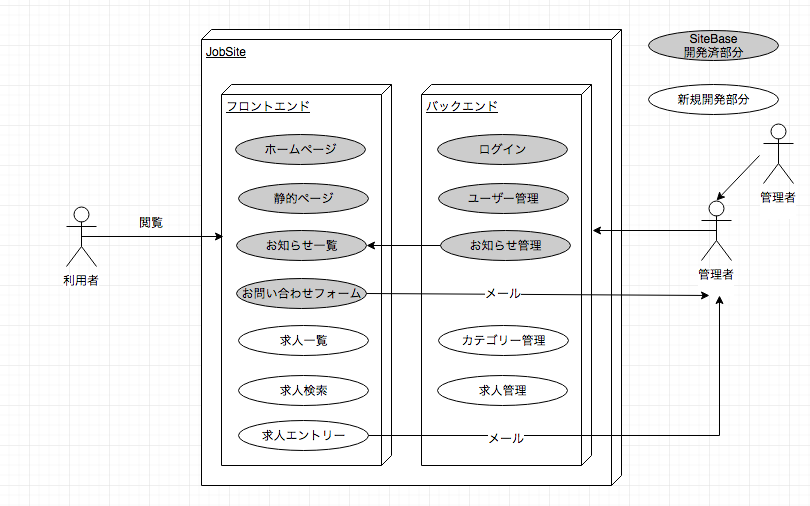 JobSite
SiteBase
開発済部分
新規開発部分
フロントエンド
バックエンド
ホームページ
ログイン
静的ページ
ユーザー管理
管理者
閲覧
お知らせ一覧
お知らせ管理
利用者
管理者
お問い合わせフォーム
メール
求人一覧
カテゴリー管理
求人検索
求人管理
求人エントリー
メール